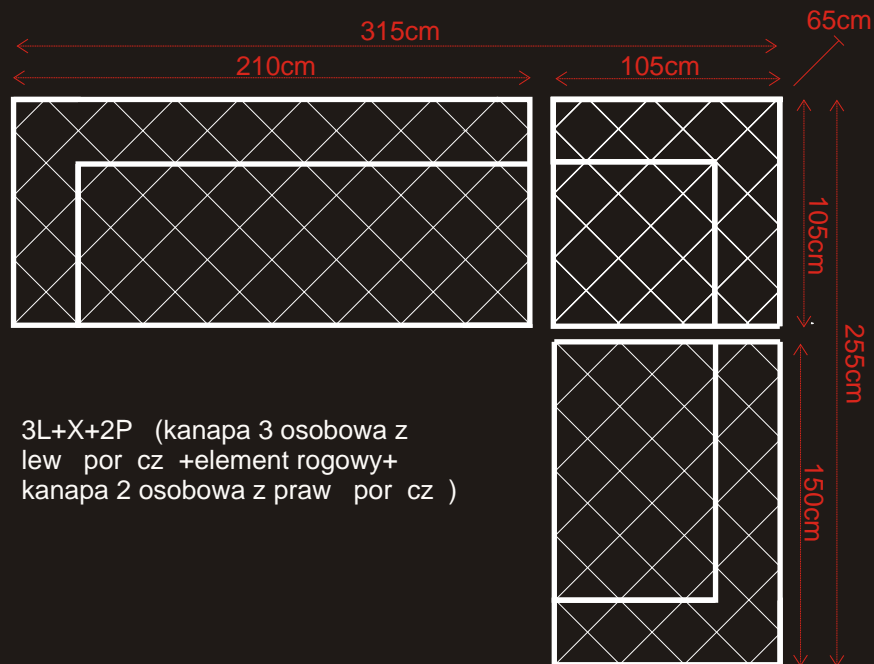 315cm
65cm
210cm
105cm
105cm
255cm
150cm
3L+X+2P (kanapa 3 osobowa z
lew por cz +element rogowy+
kanapa 2 osobowa z praw por cz )